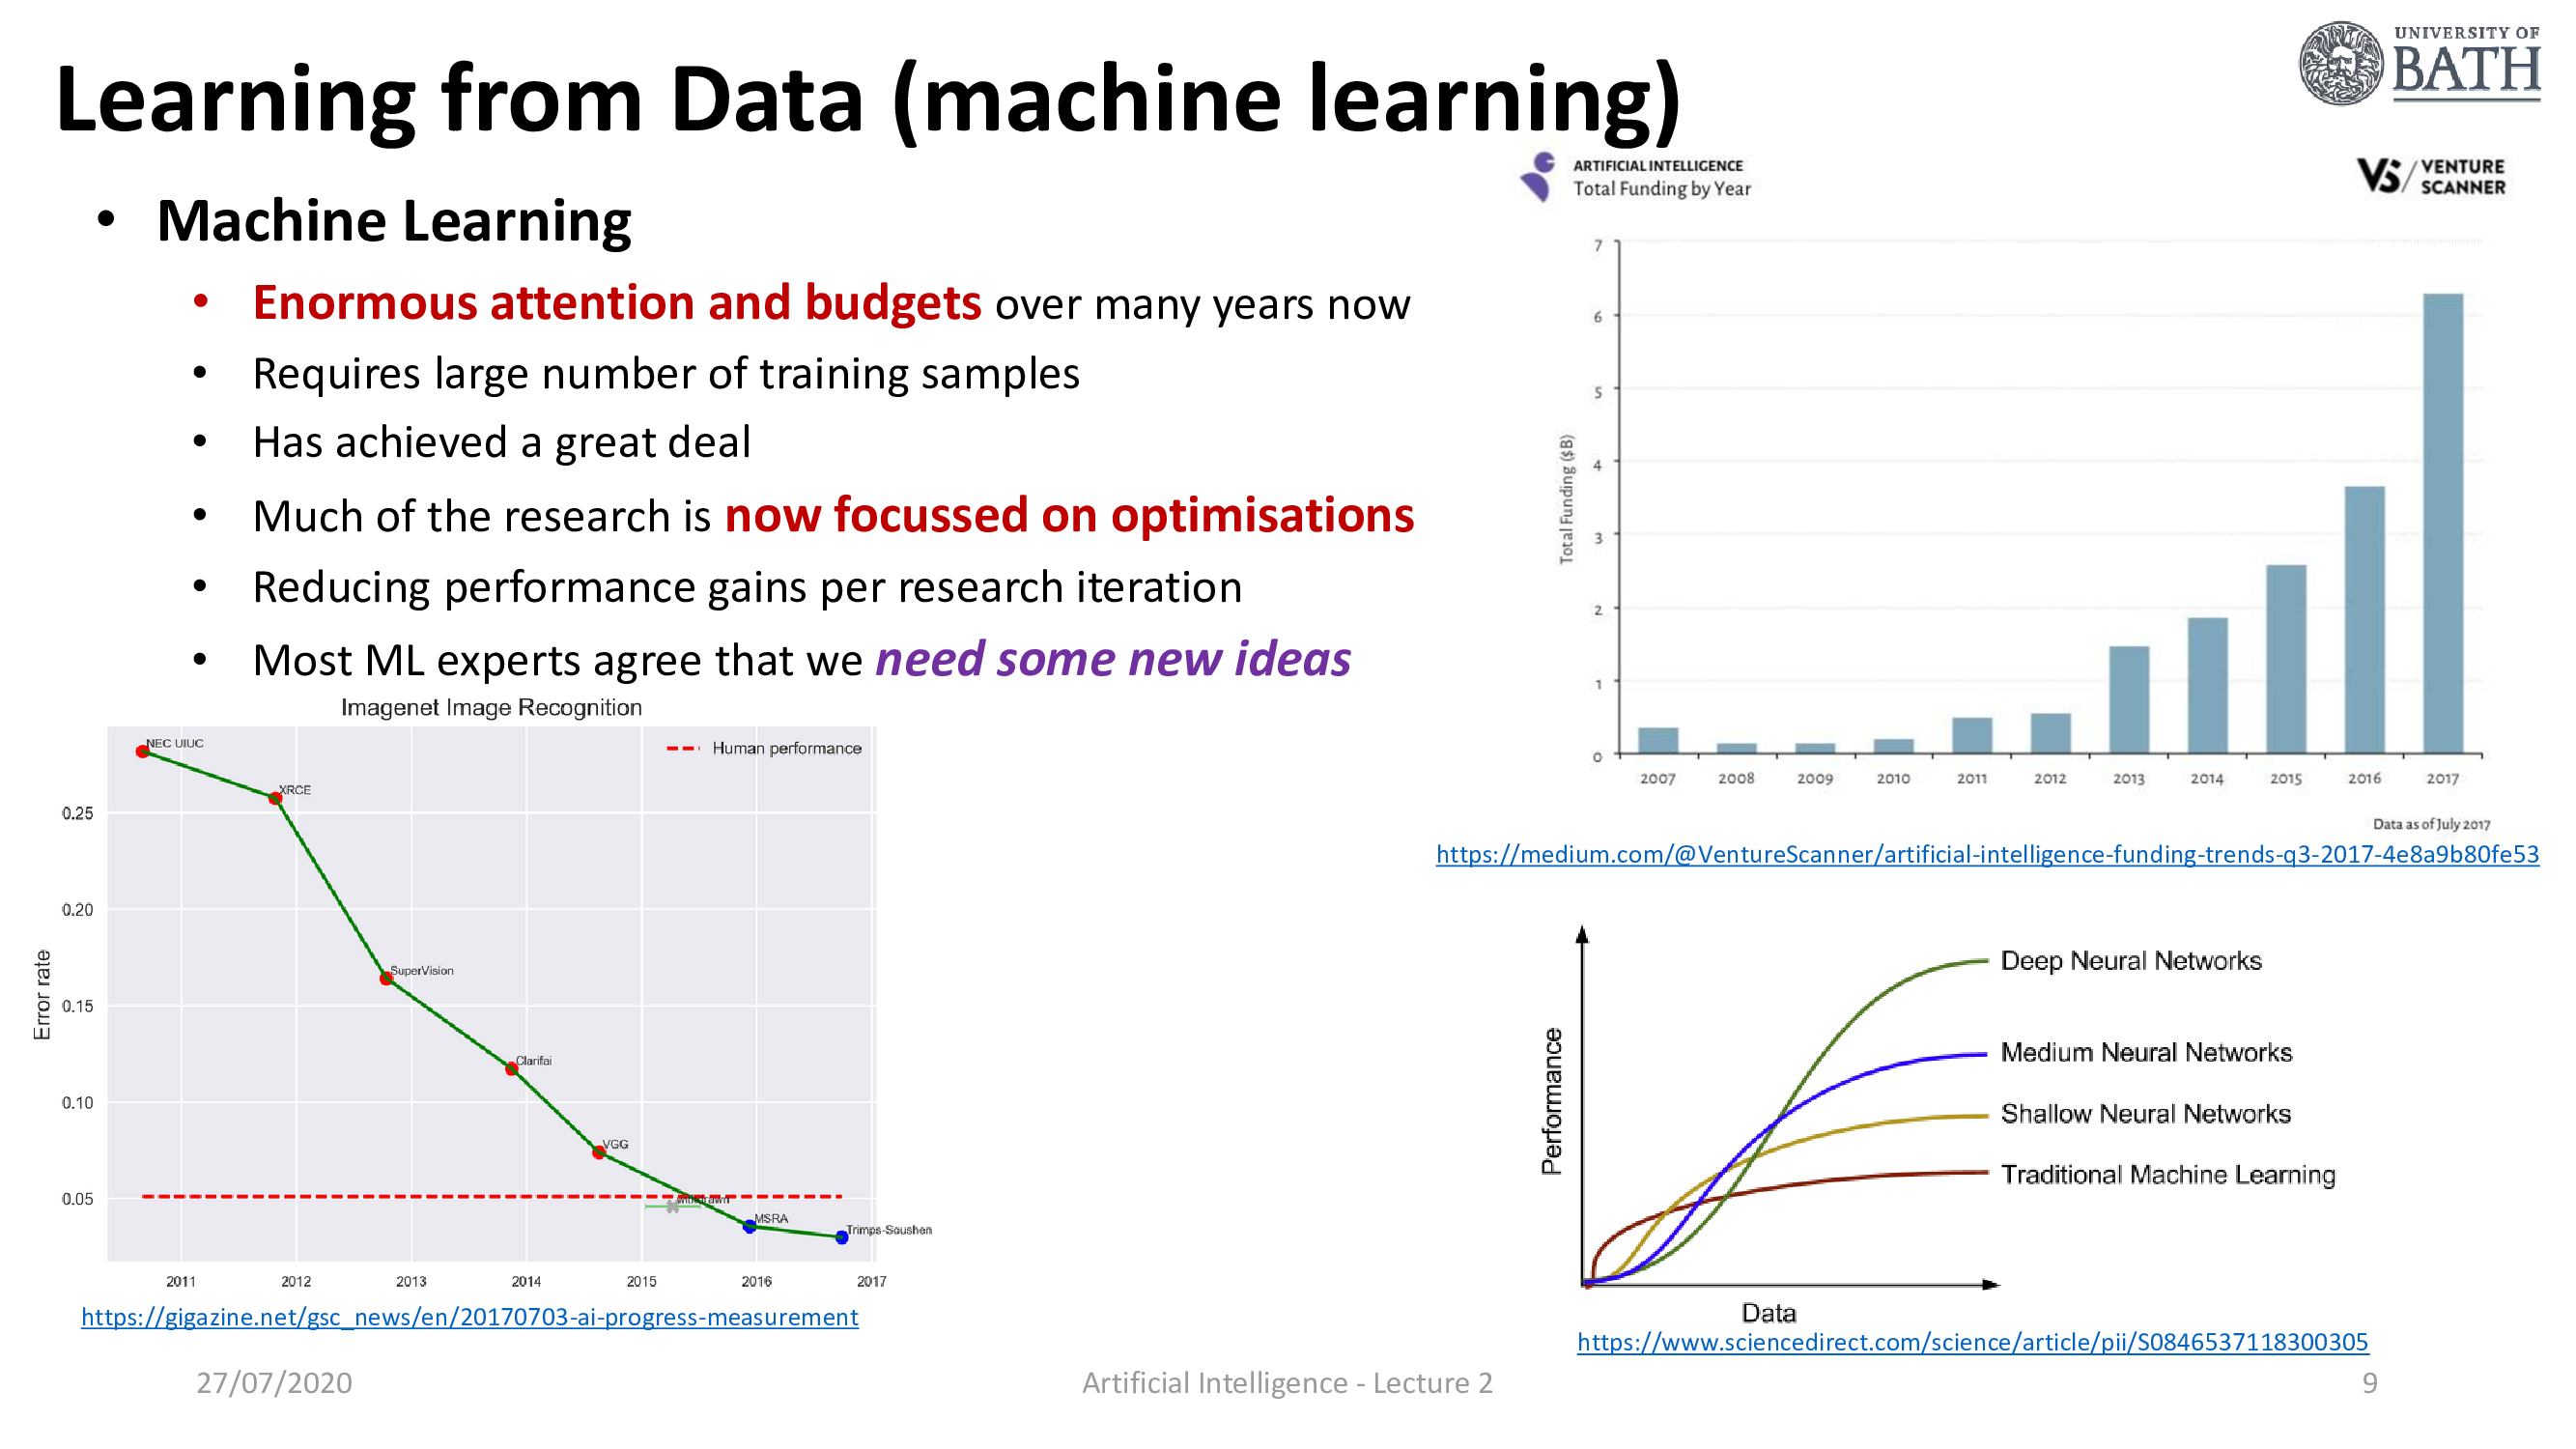 Learning from Data (machine learning)
UNIVERSITY OF
BATH
• Machine Learning
• Enormous attention and budgets over many years now
• Requires large number of training samples
• Has achieved a great deal
• Much of the research is now focussed on optimisations
• Reducing performance gains per research iteration
• Most ML experts agree that we need some new ideas
ARTIFICIAL INTELLIGENCE
Total Funding by Year
VS/ VENTURE
SCANNER
Total Funding ($B)
7
6
5
4
3
2
1
0
2007 2008 2009 2010 2011 2012 2013 2014 2015 2016 2017
Data as of July 2017
https://medium.com/@VentureScanner/artificial-intelligence-funding-trends-q3-2017-4e8a9b80fe53
Imagenet Image Recognition
Human performance
NEC UIUC
XRCE
SuperVision
Clarifai
VGG
withdrawn
MSRA
Trimps-Soushen
Error rate
0.25
0.20
0.15
0.10
0.05
2011 2012 2013 2014 2015 2016 2017
https://gigazine.net/gsc_news/en/20170703-ai-progress-measurement
Performance
Deep Neural Networks
Medium Neural Networks
Shallow Neural Networks
Traditional Machine Learning
Data
https://www.sciencedirect.com/science/article/pii/S0846537118300305
27/07/2020
Artificial Intelligence - Lecture 2
9